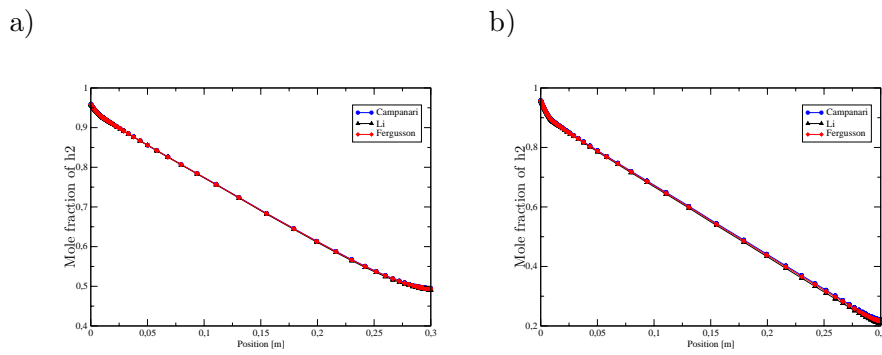 a)
b)
1
0,9
0,8
0,7
0,6
0,5
0,4
0
0,05
0,1
0,15
0,2
0,25
0,3
Position [m]
Mole fraction of h2
Campanari
Li
Fergusson
1
0,8
0,6
0,4
0,2
0
0,05
0,1
0,15
0,2
0,25
0,3
Position [m]
Mole fraction of h2
Campanari
Li
Fergusson